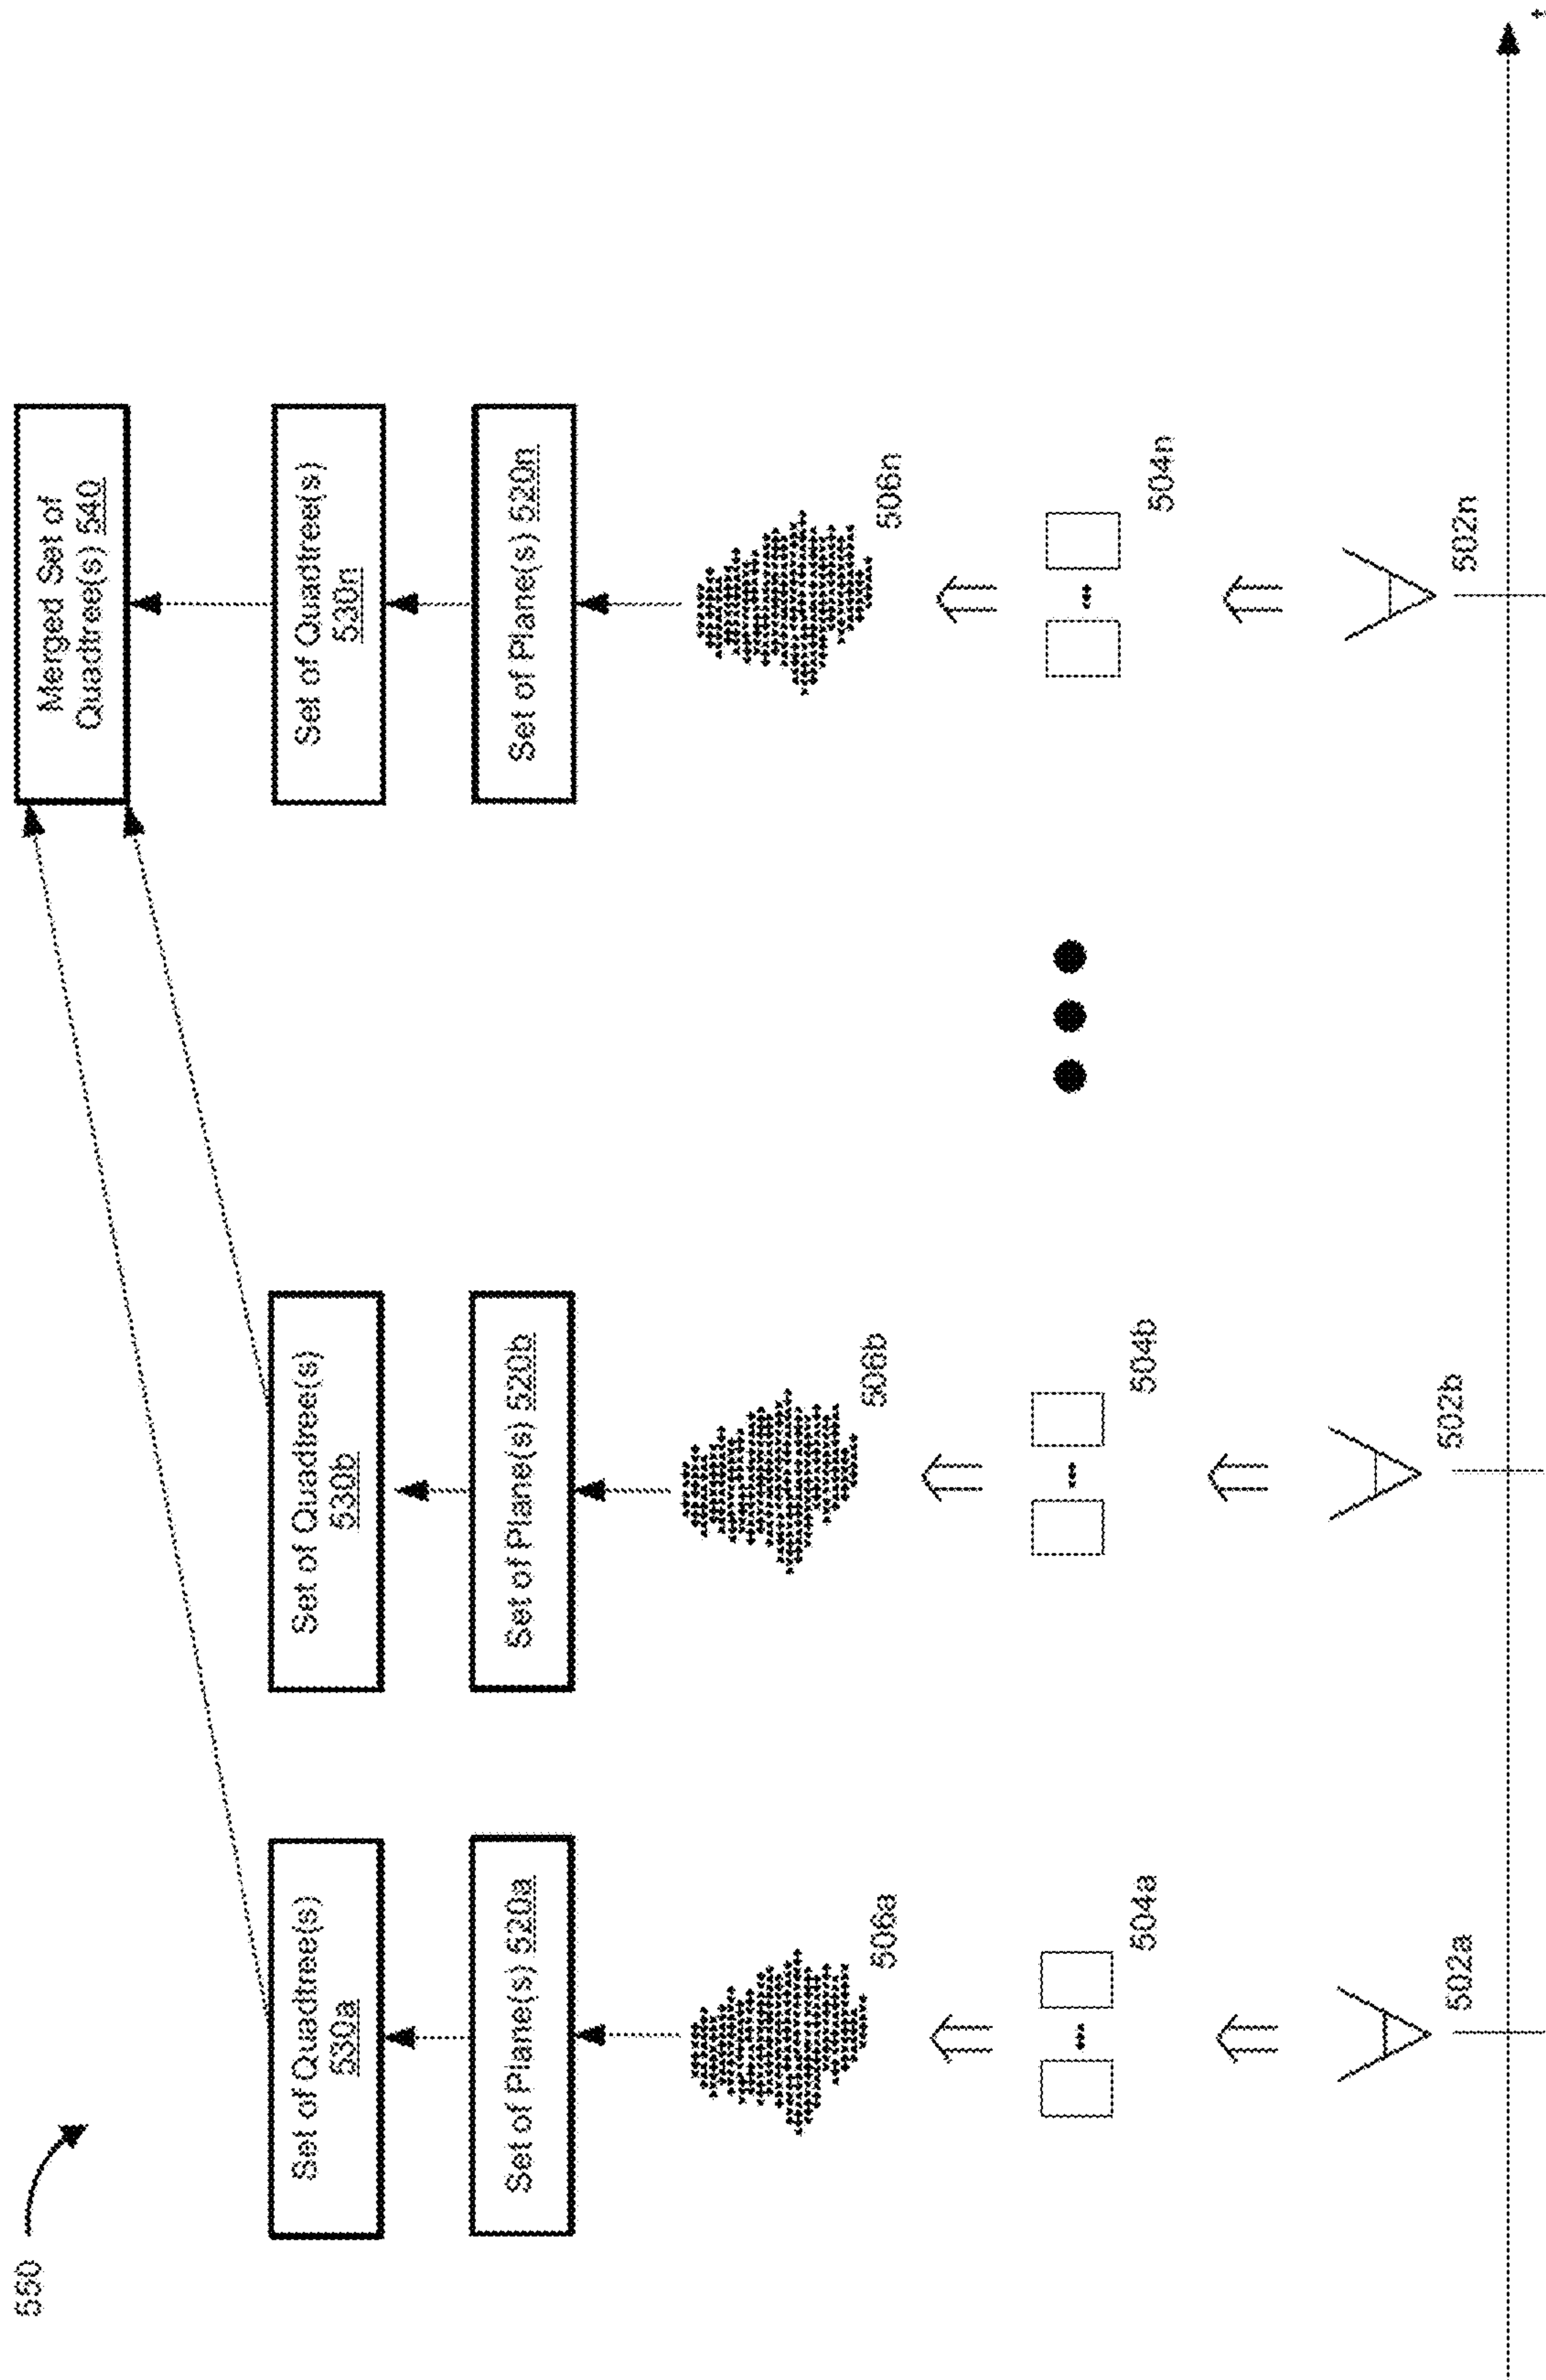 550
Merged Set of
Quadtree(s) 540
Set of Quadtree(s)
530a
Set of Quadtree(s)
530b
Set of Quadtree(s)
530n
Set of Plane(s) 520a
Set of Plane(s) 520b
Set of Plane(s) 520n
506a
506b
506n
504a
504b
504n
502a
502b
502n
t